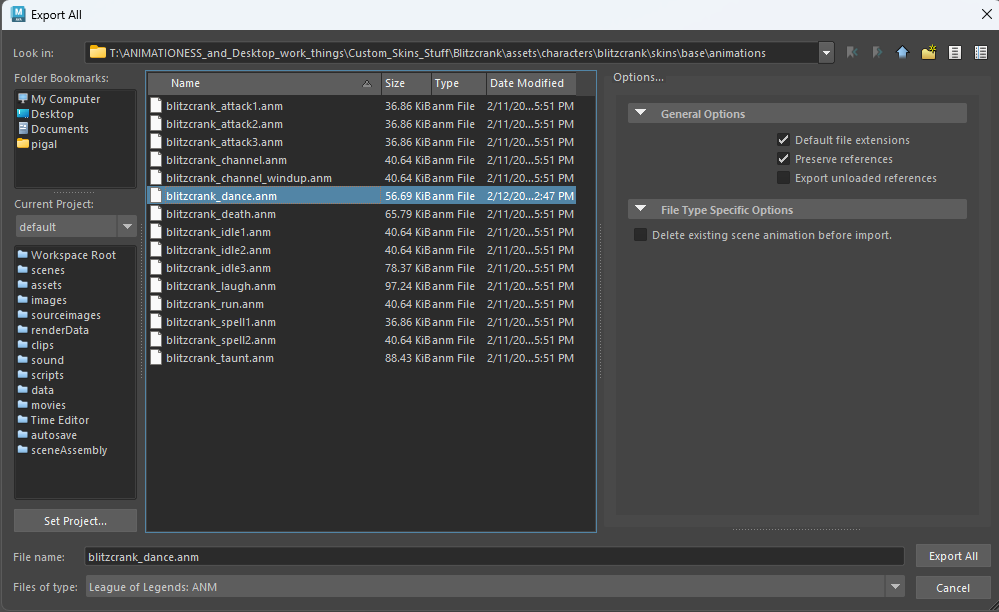 Export All
Look in: T:\ANIMATIONESS_and_Desktop_work_things\Custom_Skins_Stuff\Blitzcrank\assets\characters\blitzcrank\skins\base\animations
Folder Bookmarks:
My Computer
Desktop
Documents
pigal
Current Project:
default
Workspace Root
scenes
assets
images
sourceimages
renderData
clips
sound
scripts
data
movies
Time Editor
autosave
sceneAssembly
Set Project...
Name Size Type Date Modified
blitzcrank_attack1.anm 36.86 KiB anm File 2/11/20...5:51 PM
blitzcrank_attack2.anm 36.86 KiB anm File 2/11/20...5:51 PM
blitzcrank_attack3.anm 36.86 KiB anm File 2/11/20...5:51 PM
blitzcrank_channel.anm 40.64 KiB anm File 2/11/20...5:51 PM
blitzcrank_channel_windup.anm 40.64 KiB anm File 2/11/20...5:51 PM
blitzcrank_dance.anm 56.69 KiB anm File 2/12/20...2:47 PM
blitzcrank_death.anm 65.79 KiB anm File 2/11/20...5:51 PM
blitzcrank_idle1.anm 40.64 KiB anm File 2/11/20...5:51 PM
blitzcrank_idle2.anm 40.64 KiB anm File 2/11/20...5:51 PM
blitzcrank_idle3.anm 78.37 KiB anm File 2/11/20...5:51 PM
blitzcrank_laugh.anm 97.24 KiB anm File 2/11/20...5:51 PM
blitzcrank_run.anm 40.64 KiB anm File 2/11/20...5:51 PM
blitzcrank_spell1.anm 36.86 KiB anm File 2/11/20...5:51 PM
blitzcrank_spell2.anm 40.64 KiB anm File 2/11/20...5:51 PM
blitzcrank_taunt.anm 88.43 KiB anm File 2/11/20...5:51 PM
Options...
General Options
Default file extensions
Preserve references
Export unloaded references
File Type Specific Options
Delete existing scene animation before import.
File name: blitzcrank_dance.anm Export All
Files of type: League of Legends: ANM Cancel